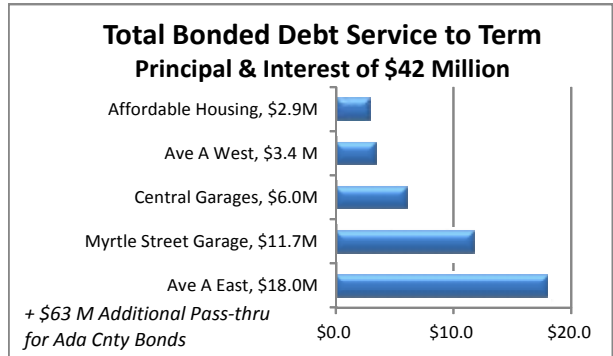 Total Bonded Debt Service to Term
Principal & Interest of $42 Million
Affordable Housing, $2.9M
Ave A West, $3.4 M
Central Garages, $6.0M
Myrtle Street Garage, $11.7M
Ave A East, $18.0M
+ $63 M Additional Pass-thru
for Ada Cnty Bonds
$0.0 $10.0 $20.0